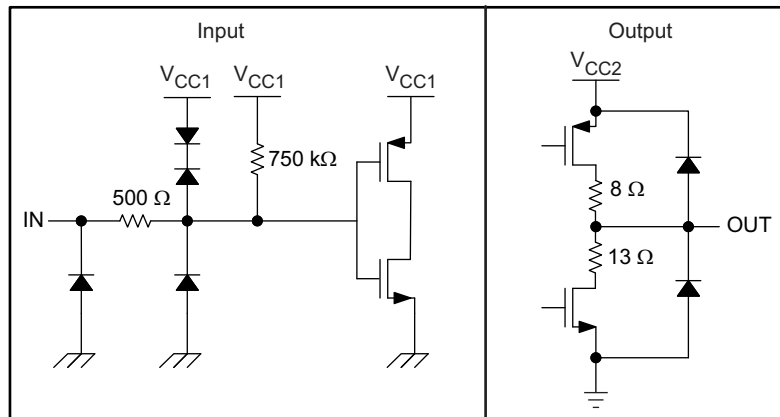 Input
Output
VCC1
VCC1
VCC1
VCC2
750 kΩ
500 Ω
8 Ω
IN
OUT
13 Ω